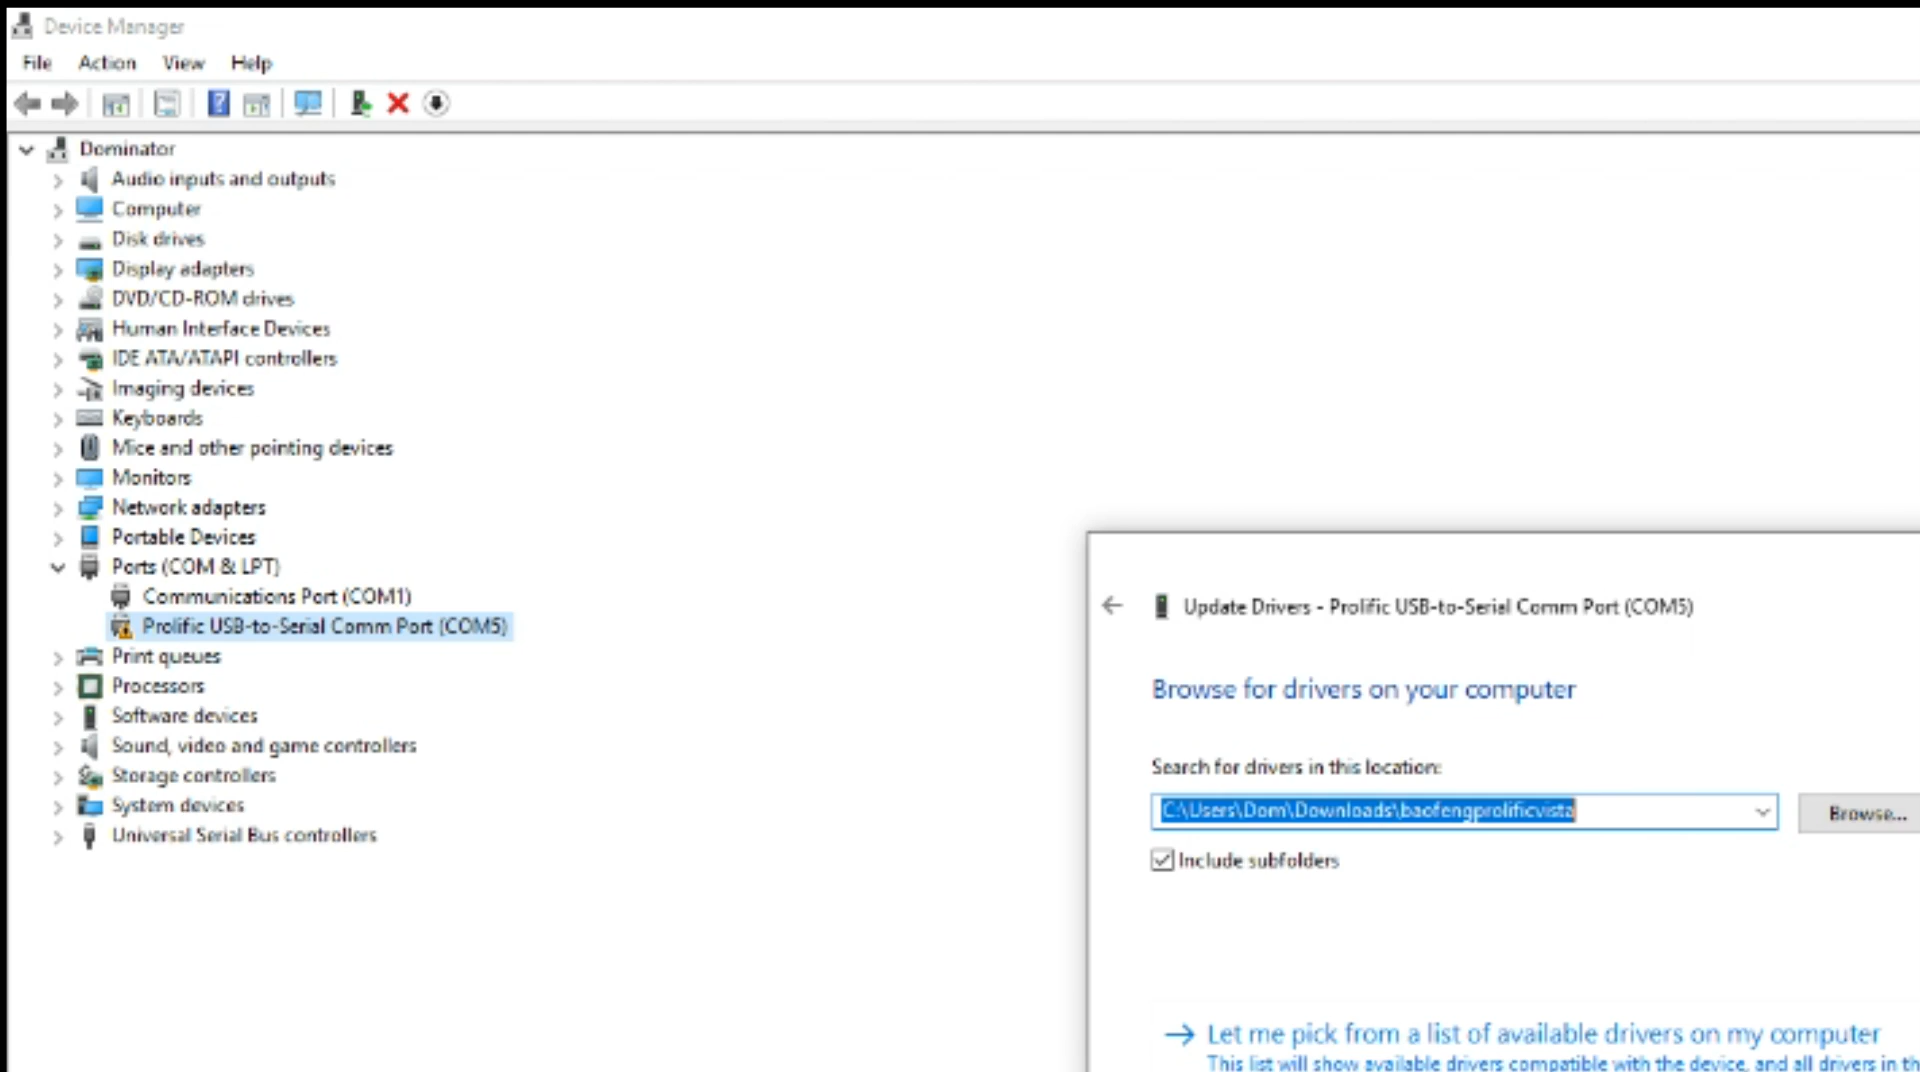 Device Manager
File Action View Help
Dominator
Audio inputs and outputs
Computer
Disk drives
Display adapters
DVD/CD-ROM drives
Human Interface Devices
IDE ATA/ATAPI controllers
Imaging devices
Keyboards
Mice and other pointing devices
Monitors
Network adapters
Portable Devices
Ports (COM & LPT)
Communications Port (COM1)
Prolific USB-to-Serial Comm Port (COM5)
Print queues
Processors
Software devices
Sound, video and game controllers
Storage controllers
System devices
Universal Serial Bus controllers
Update Drivers - Prolific USB-to-Serial Comm Port (COM5)
Browse for drivers on your computer
Search for drivers in this location:
C:\Users\Dom\Downloads\baofengprolificvista
Browse...
Include subfolders
Let me pick from a list of available drivers on my computer
This list will show available drivers compatible with the device, and all drivers in th